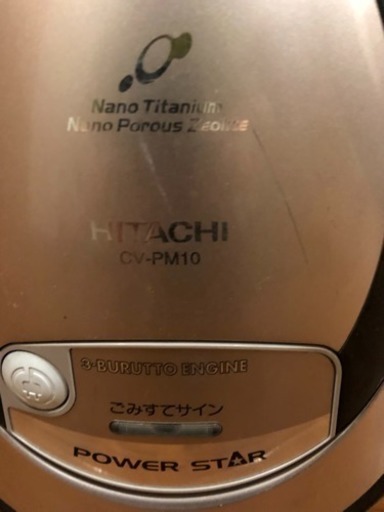 Nano Titanium
Nano Porous Zeolite
HITACHI
CV-PM10
3-BURUTTO ENGINE
ごみすてサイン
POWER STAR